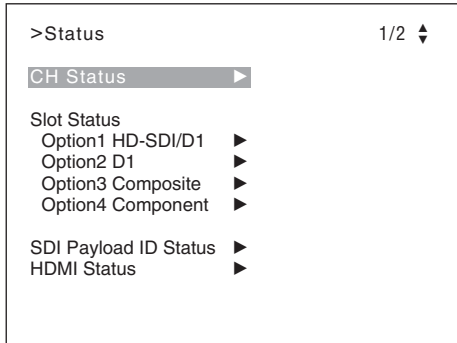 >Status 1/2
CH Status
Slot Status
Option1 HD-SDI/D1
Option2 D1
Option3 Composite
Option4 Component
SDI Payload ID Status
HDMI Status